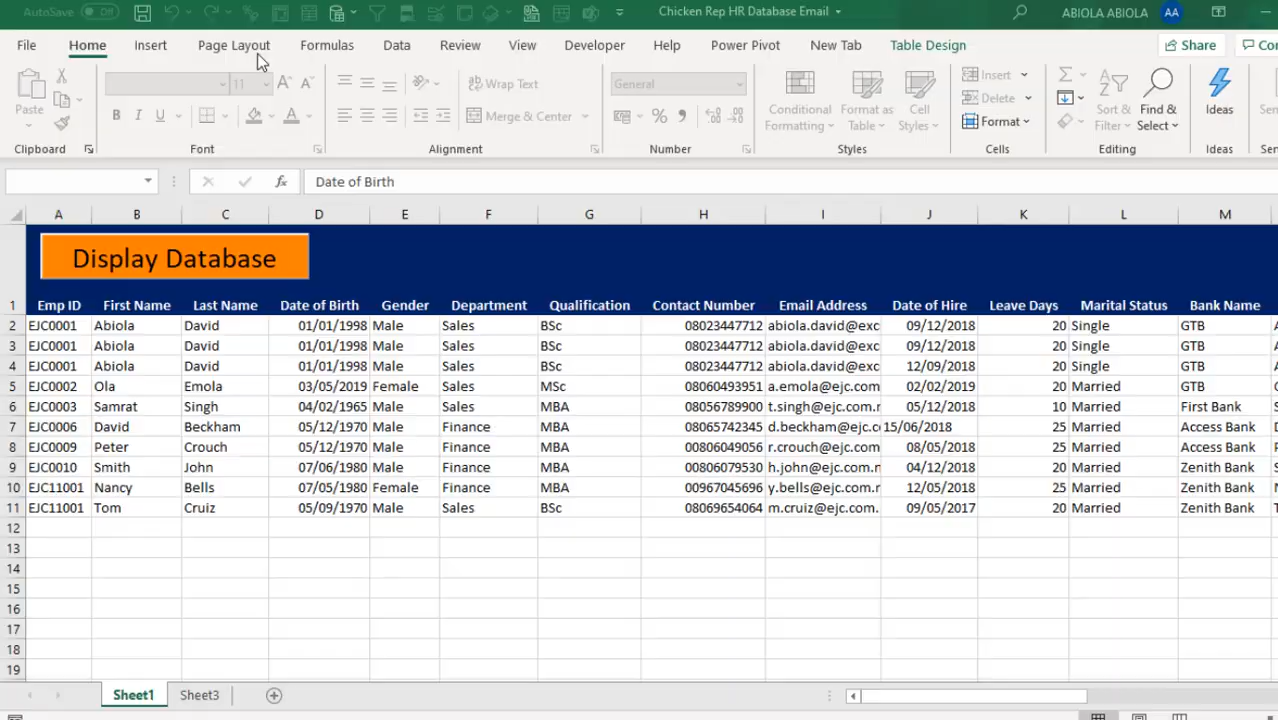 AutoSave Off Chicken Rep HR Database Email ABIOLA ABIOLA AA
File Home Insert Page Layout Formulas Data Review View Developer Help Power Pivot New Tab Table Design Share
Paste 11 Wrap Text General Conditional Formatting Format as Table Cell Styles Insert Sort & Filter Find & Select Ideas
B I U A Merge & Center % Delete
Format
Clipboard Font Alignment Number Styles Cells Editing Ideas
fx Date of Birth
A B C D E F G H I J K L M
Display Database
1 Emp ID First Name Last Name Date of Birth Gender Department Qualification Contact Number Email Address Date of Hire Leave Days Marital Status Bank Name
2 EJC0001 Abiola David 01/01/1998 Male Sales BSc 08023447712 abiola.david@exc 09/12/2018 20 Single GTB
3 EJC0001 Abiola David 01/01/1998 Male Sales BSc 08023447712 abiola.david@exc 09/12/2018 20 Single GTB
4 EJC0001 Abiola David 01/01/1998 Male Sales BSc 08023447712 abiola.david@exc 12/09/2018 20 Single GTB
5 EJC0002 Ola Emola 03/05/2019 Female Sales MSc 08060493951 a.emola@ejc.com 02/02/2019 20 Married GTB
6 EJC0003 Samrat Singh 04/02/1965 Male Sales MBA 08056789900 t.singh@ejc.com.r 05/12/2018 10 Married First Bank
7 EJC0006 David Beckham 05/12/1970 Male Finance MBA 08065742345 d.beckham@ejc.c 15/06/2018 25 Married Access Bank
8 EJC0009 Peter Crouch 05/12/1970 Male Finance MBA 08086049056 r.crouch@ejc.com 08/05/2018 25 Married Access Bank
9 EJC0010 Smith John 07/06/1980 Male Finance MBA 00806079530 h.john@ejc.com.r 04/12/2018 20 Married Zenith Bank
10 EJC11001 Nancy Bells 07/05/1980 Female Finance MBA 00967045696 y.bells@ejc.com.r 12/05/2018 25 Married Zenith Bank
11 EJC11001 Tom Cruiz 05/09/1970 Male Sales BSc 08069654064 m.cruiz@ejc.com. 09/05/2017 20 Married Zenith Bank
12
13
14
15
16
17
18
19
Sheet1 Sheet3